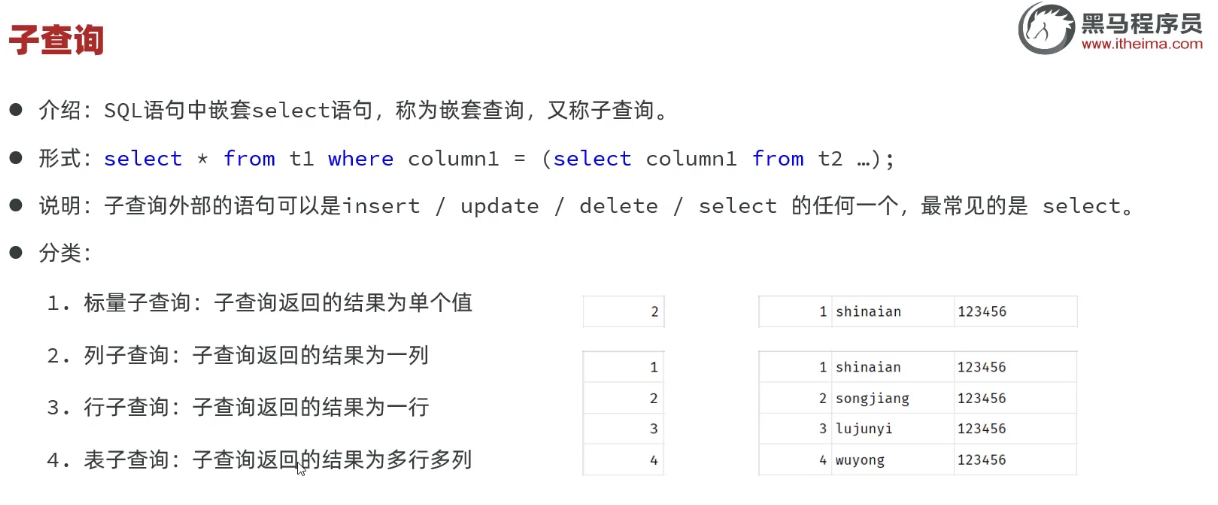 子查询
黑马程序员
www.itheima.com
● 介绍：SQL语句中嵌套select语句，称为嵌套查询，又称子查询。
● 形式：select * from t1 where column1 = (select column1 from t2 …);
● 说明：子查询外部的语句可以是insert / update / delete / select 的任何一个，最常见的是 select。
● 分类：
1. 标量子查询：子查询返回的结果为单个值
2. 列子查询：子查询返回的结果为一列
3. 行子查询：子查询返回的结果为一行
4. 表子查询：子查询返回的结果为多行多列
2
1
2
3
4
1 shinaian 123456
1 shinaian 123456
2 songjiang 123456
3 lujunyi 123456
4 wuyong 123456